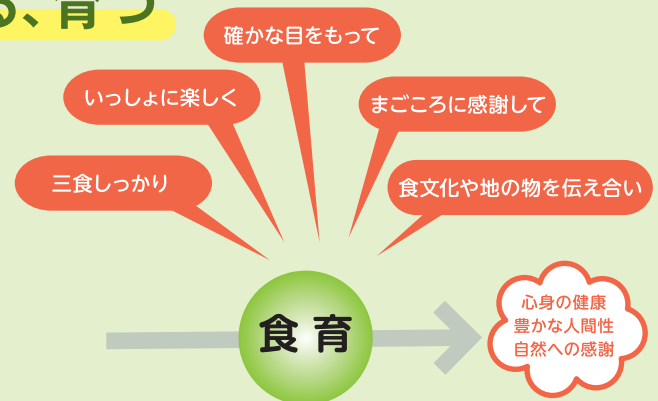 る、育つ
確かな目をもって
いっしょに楽しく
まごころに感謝して
三食しっかり
食文化や地の物を伝え合い
食育
心身の健康
豊かな人間性
自然への感謝